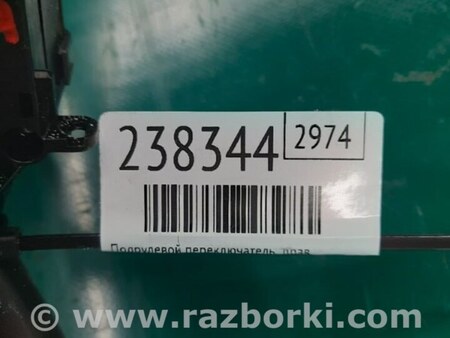 238344 2974
Подрулевой переключатель, прав
© www.razborki.com